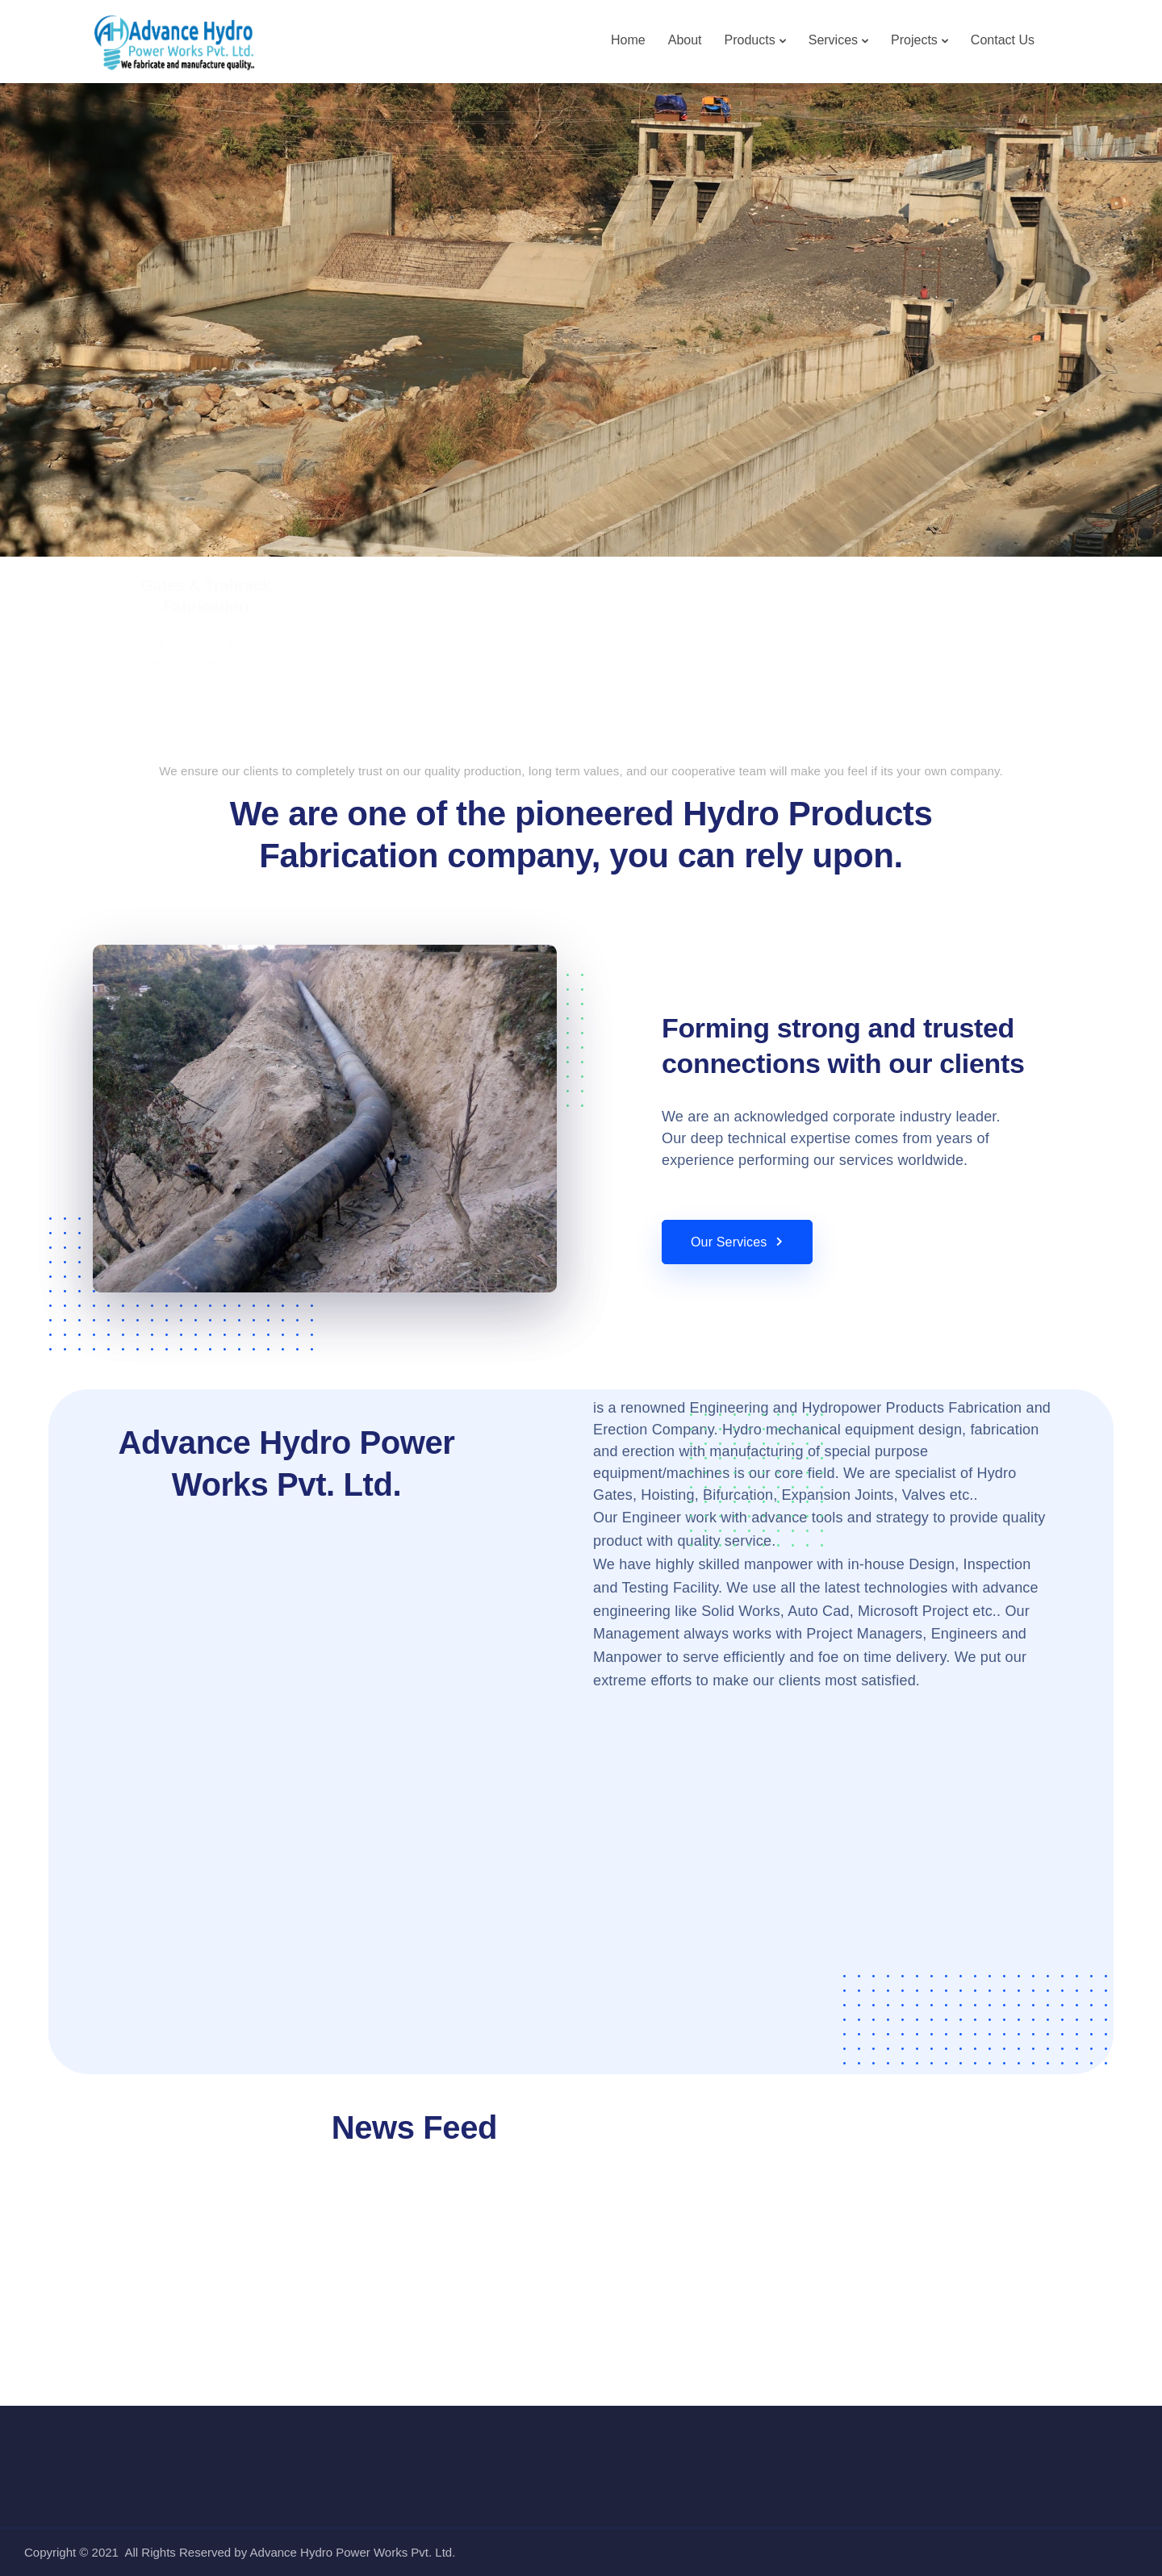 Advance Hydro
Power Works Pvt. Ltd.
We fabricate and manufacture quality..
Home About Products Services Projects Contact Us
We ensure our clients to completely trust on our quality production, long term values, and our cooperative team will make you feel if its your own company.
We are one of the pioneered Hydro Products
Fabrication company, you can rely upon.
Forming strong and trusted
connections with our clients
We are an acknowledged corporate industry leader.
Our deep technical expertise comes from years of
experience performing our services worldwide.
Our Services
Advance Hydro Power
Works Pvt. Ltd.
is a renowned Engineering and Hydropower Products Fabrication and
Erection Company. Hydro mechanical equipment design, fabrication
and erection with manufacturing of special purpose
equipment/machines is our core field. We are specialist of Hydro
Gates, Hoisting, Bifurcation, Expansion Joints, Valves etc..
Our Engineer work with advance tools and strategy to provide quality
product with quality service.
We have highly skilled manpower with in-house Design, Inspection
and Testing Facility. We use all the latest technologies with advance
engineering like Solid Works, Auto Cad, Microsoft Project etc.. Our
Management always works with Project Managers, Engineers and
Manpower to serve efficiently and foe on time delivery. We put our
extreme efforts to make our clients most satisfied.
News Feed
Copyright © 2021 All Rights Reserved by Advance Hydro Power Works Pvt. Ltd.